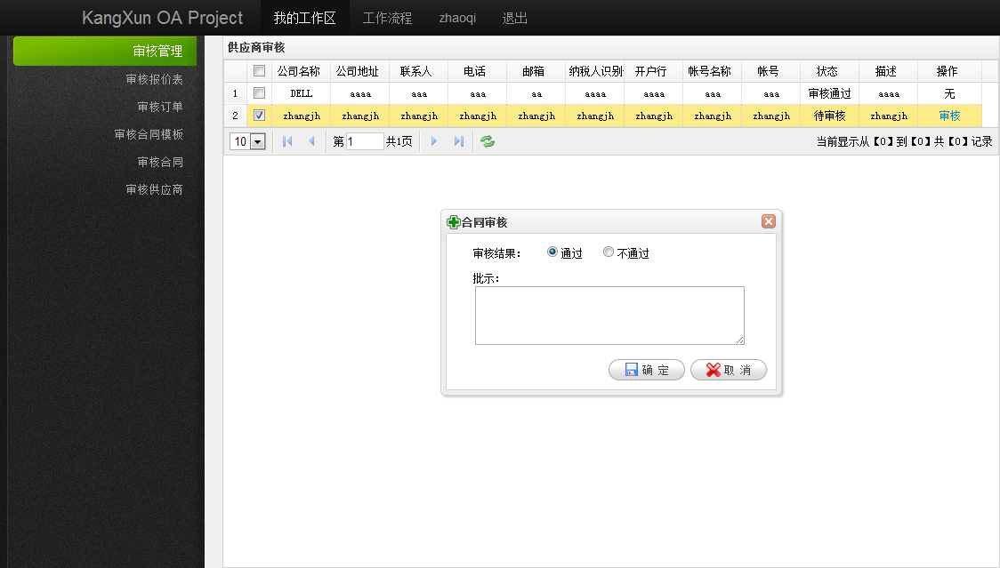 KangXun OA Project 我的工作区 工作流程 zhaoqi 退出
审核管理
审核报价表
审核订单
审核合同模板
审核合同
审核供应商
供应商审核
公司名称 公司地址 联系人 电话 邮箱 纳税人识别 开户行 帐号名称 帐号 状态 描述 操作
1 DELL aaaa aaa aaa aa aaaa aaaa aaa aaa 审核通过 aaaa 无
2 zhangjh zhangjh zhangjh zhangjh zhangjh zhangjh zhangjh zhangjh zhangjh 待审核 zhangjh 审核
10 第 1 共1页 当前显示从【0】到【0】共【0】记录
合同审核
审核结果: 通过 不通过
批示:
确 定 取 消